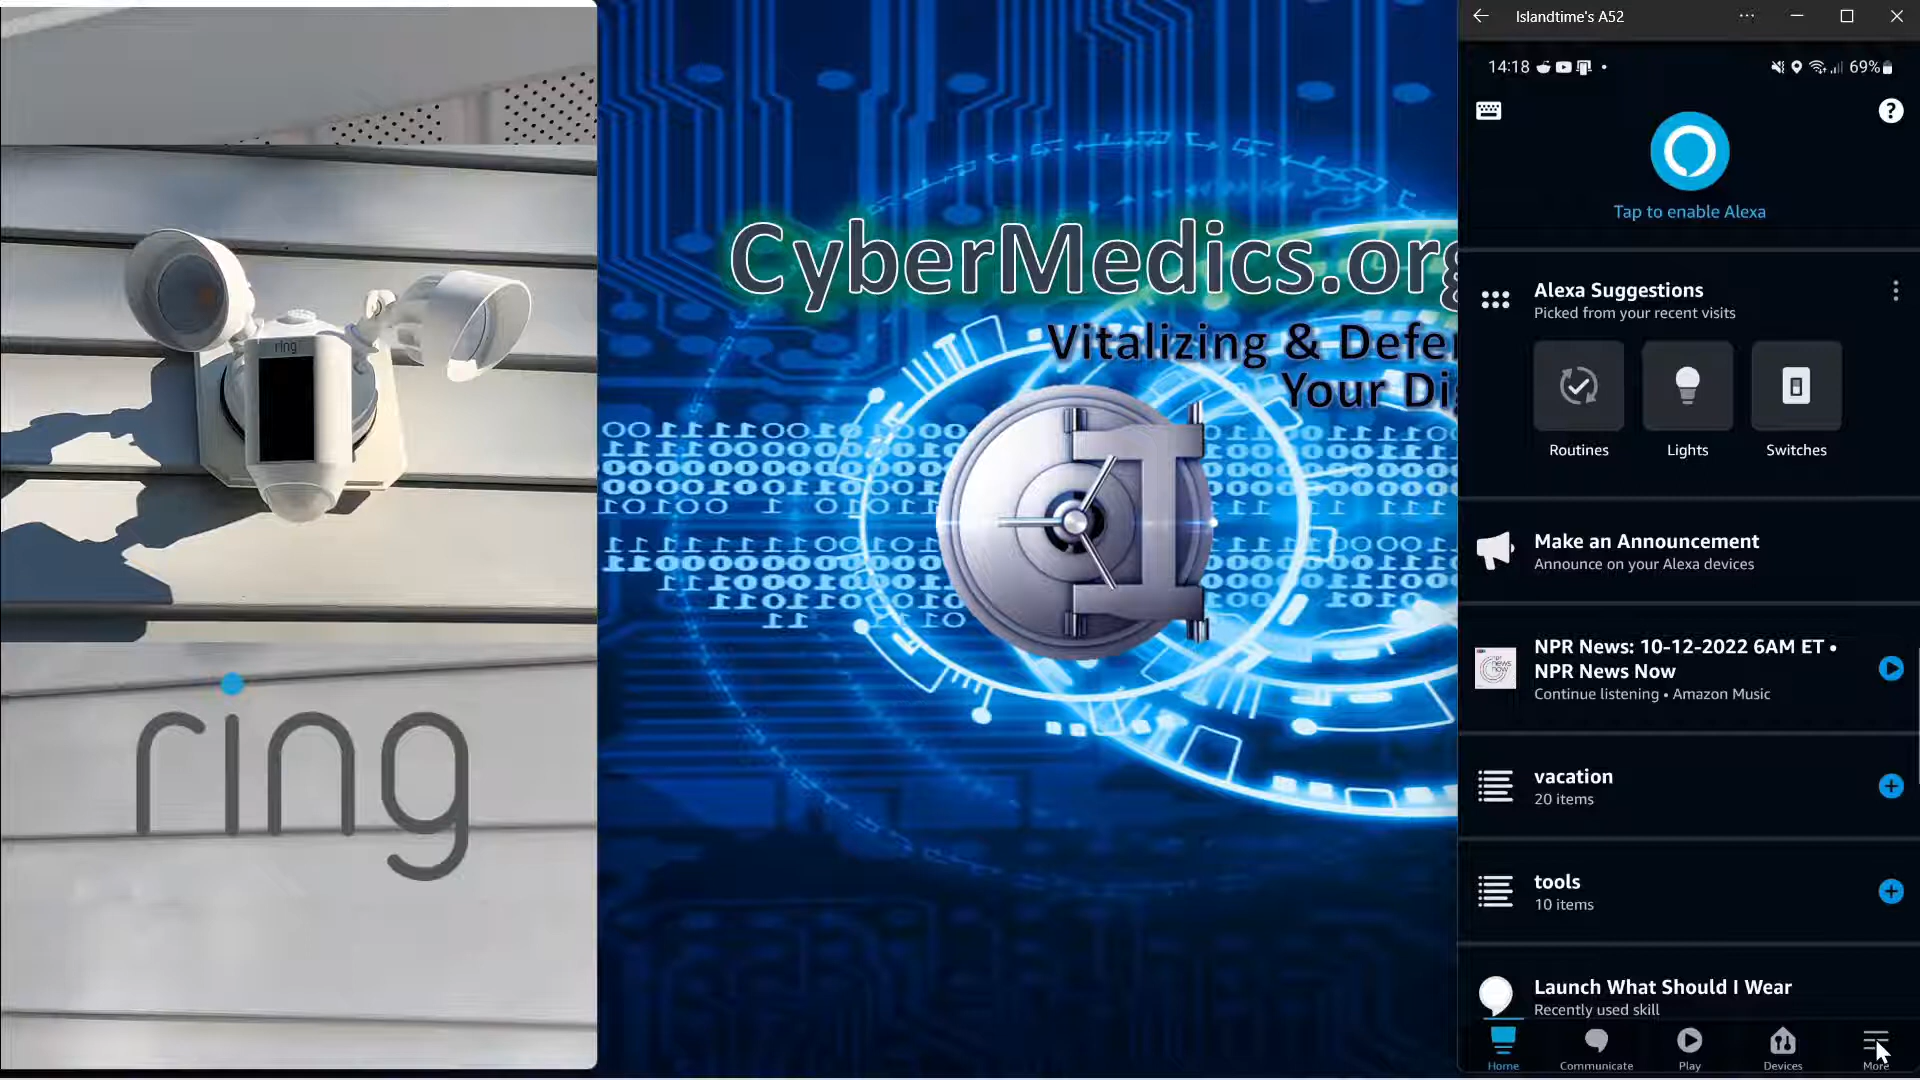 ring
ring
CyberMedics.org
Vitalizing &
Your
Islandtime's A52
14:18
69%
Tap to enable Alexa
Alexa Suggestions
Picked from your recent visits
Routines
Lights
Switches
Make an Announcement
Announce on your Alexa devices
NPR News: 10-12-2022 6AM ET •
NPR News Now
Continue listening • Amazon Music
vacation
20 items
tools
10 items
Launch What Should I Wear
Recently used skill
Home
Communicate
Play
Devices
More